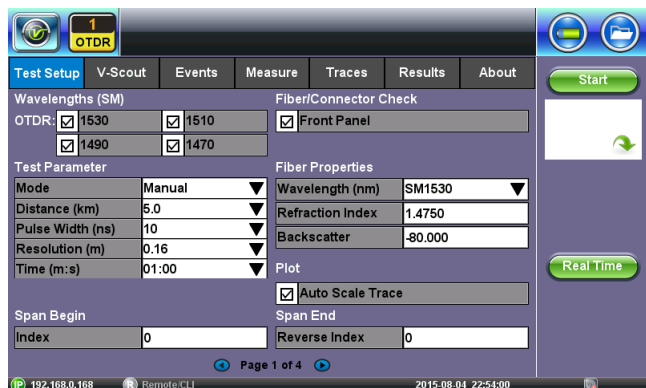 1
OTDR
Test Setup V-Scout Events Measure Traces Results About
Start
Wavelengths (SM) Fiber/Connector Check
OTDR: 1530 1510 Front Panel
1490 1470
Test Parameter Fiber Properties
Mode Manual Wavelength (nm) SM1530
Distance (km) 5.0 Refraction Index 1.4750
Pulse Width (ns) 10 Backscatter -80.000
Resolution (m) 0.16
Time (m:s) 01:00 Plot
Real Time
Auto Scale Trace
Span Begin Span End
Index 0 Reverse Index 0
Page 1 of 4
IP 192.168.0.168 R Remote/CLI 2015-08-04 22:54:00